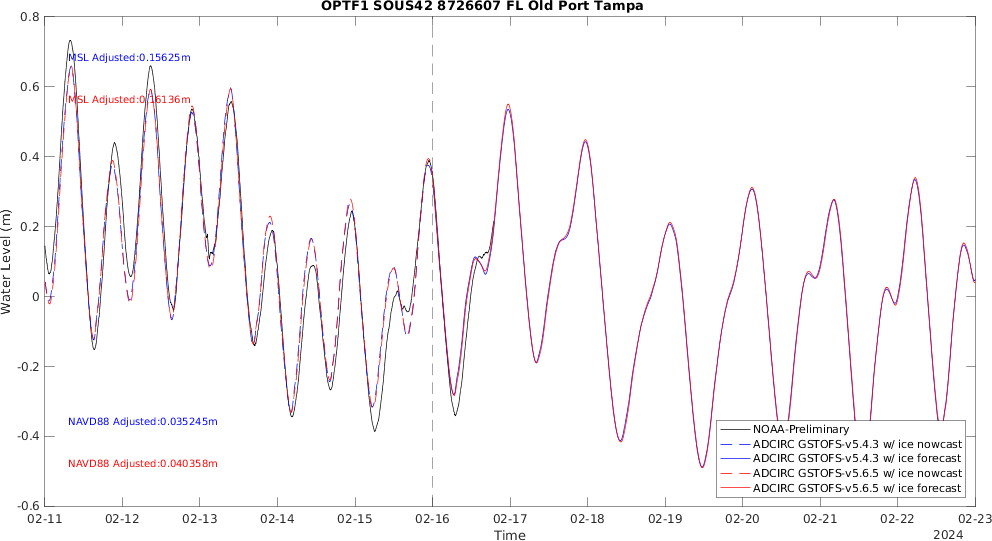 OPTF1 SOUS42 8726607 FL Old Port Tampa
0.8
0.6
0.4
0.2
0
-0.2
-0.4
-0.6
Water Level (m)
MSL Adjusted:0.15625m
MSL Adjusted:0.16136m
NAVD88 Adjusted:0.035245m
NAVD88 Adjusted:0.040358m
NOAA-Preliminary
ADCIRC GSTOFS-v5.4.3 w/ ice nowcast
ADCIRC GSTOFS-v5.4.3 w/ ice forecast
ADCIRC GSTOFS-v5.6.5 w/ ice nowcast
ADCIRC GSTOFS-v5.6.5 w/ ice forecast
02-11 02-12 02-13 02-14 02-15 02-16 02-17 02-18 02-19 02-20 02-21 02-22 02-23
Time
2024